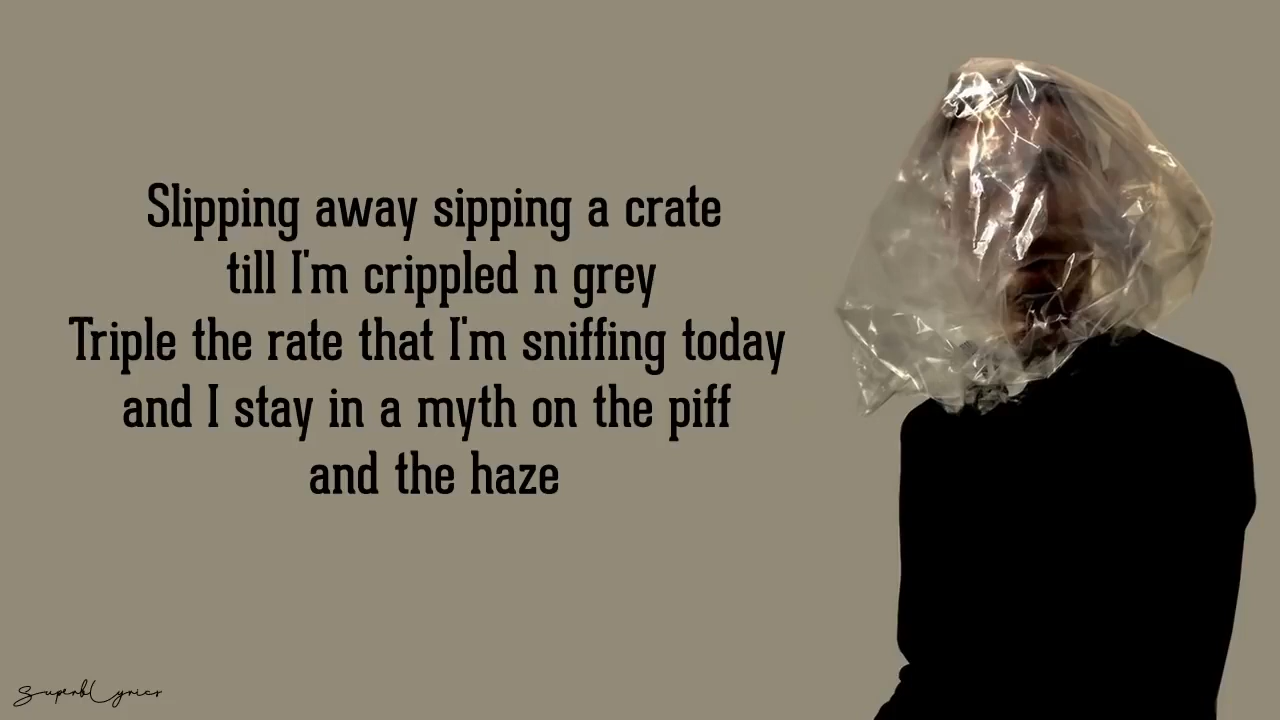 Slipping away sipping a crate
till I'm crippled n grey
Triple the rate that I'm sniffing today
and I stay in a myth on the piff
and the haze
SuperbLyrics